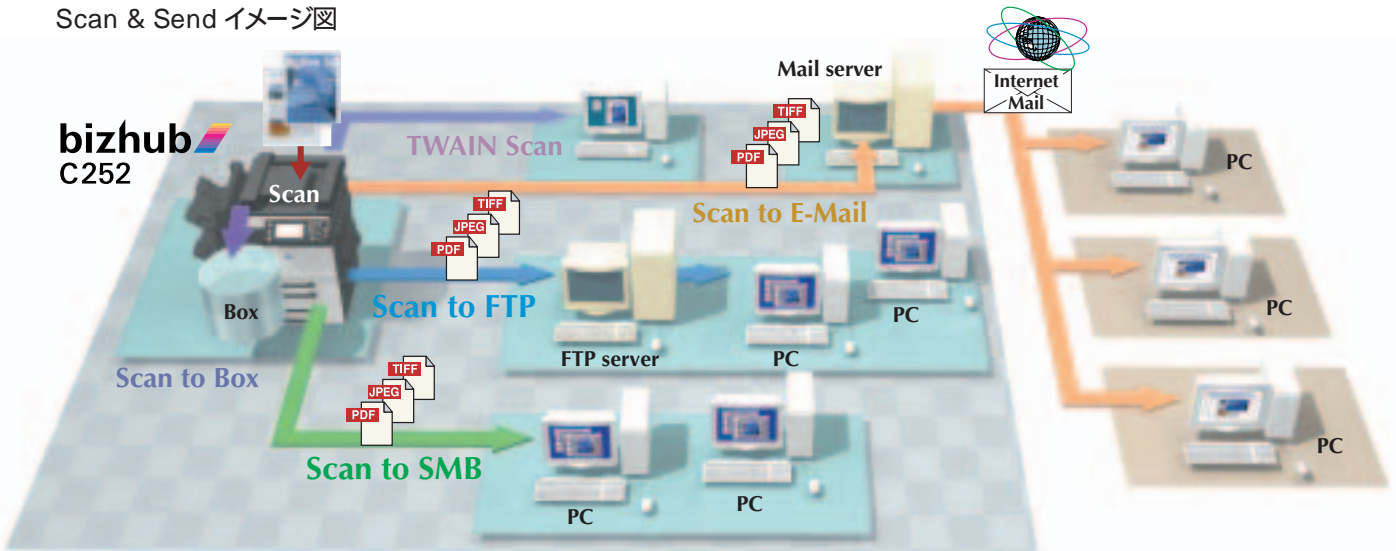 Scan & Send イメージ図
bizhub
C252
Scan
Box
Scan to Box
TWAIN Scan
Mail server
Internet
Mail
TIFF
JPEG
PDF
Scan to E-Mail
TIFF
JPEG
PDF
Scan to FTP
FTP server
PC
PC
TIFF
JPEG
PDF
Scan to SMB
PC
PC
PC
PC
PC